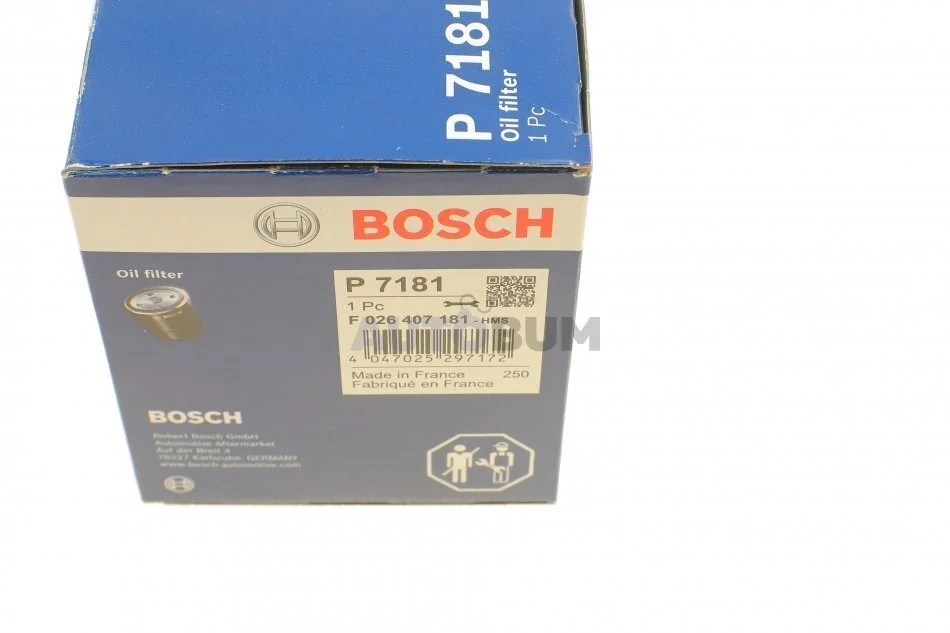 P 7181
Oil filter
1 Pc
BOSCH
Oil filter
P 7181
1 Pc
F 026 407 181 - HMS
AUTOBUM
4 047025 297172
Made in France 250
Fabriqué en France
BOSCH
Robert Bosch GmbH
Automotive Aftermarket
Auf der Breit 4
76227 Karlsruhe, GERMANY
www.bosch-automotive.com